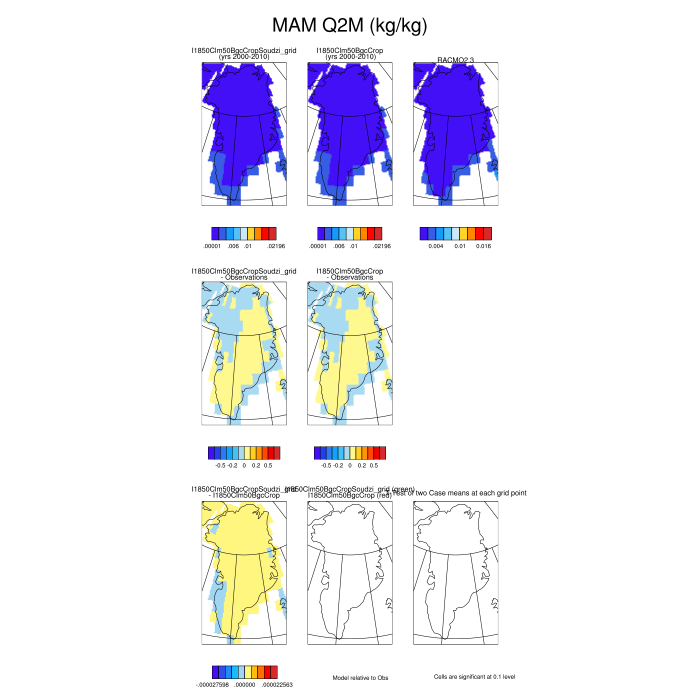 MAM Q2M (kg/kg)
I1850Clm50BgcCropSoudzi_grid
(yrs 2000-2010)
I1850Clm50BgcCrop
(yrs 2000-2010)
RACMO2.3
.00001 .006 .01 .02196
.00001 .006 .01 .02196
0.004 0.01 0.016
I1850Clm50BgcCropSoudzi_grid
- Observations
I1850Clm50BgcCrop
- Observations
-0.5 -0.2 0 0.2 0.5
-0.5 -0.2 0 0.2 0.5
I1850Clm50BgcCropSoudzi_grid
- I1850Clm50BgcCrop
I1850Clm50BgcCropSoudzi_grid (green)
I1850Clm50BgcCrop (red)
Test of two Case means at each grid point
-.000027598 .000000 .000022563
Model relative to Obs
Cells are significant at 0.1 level